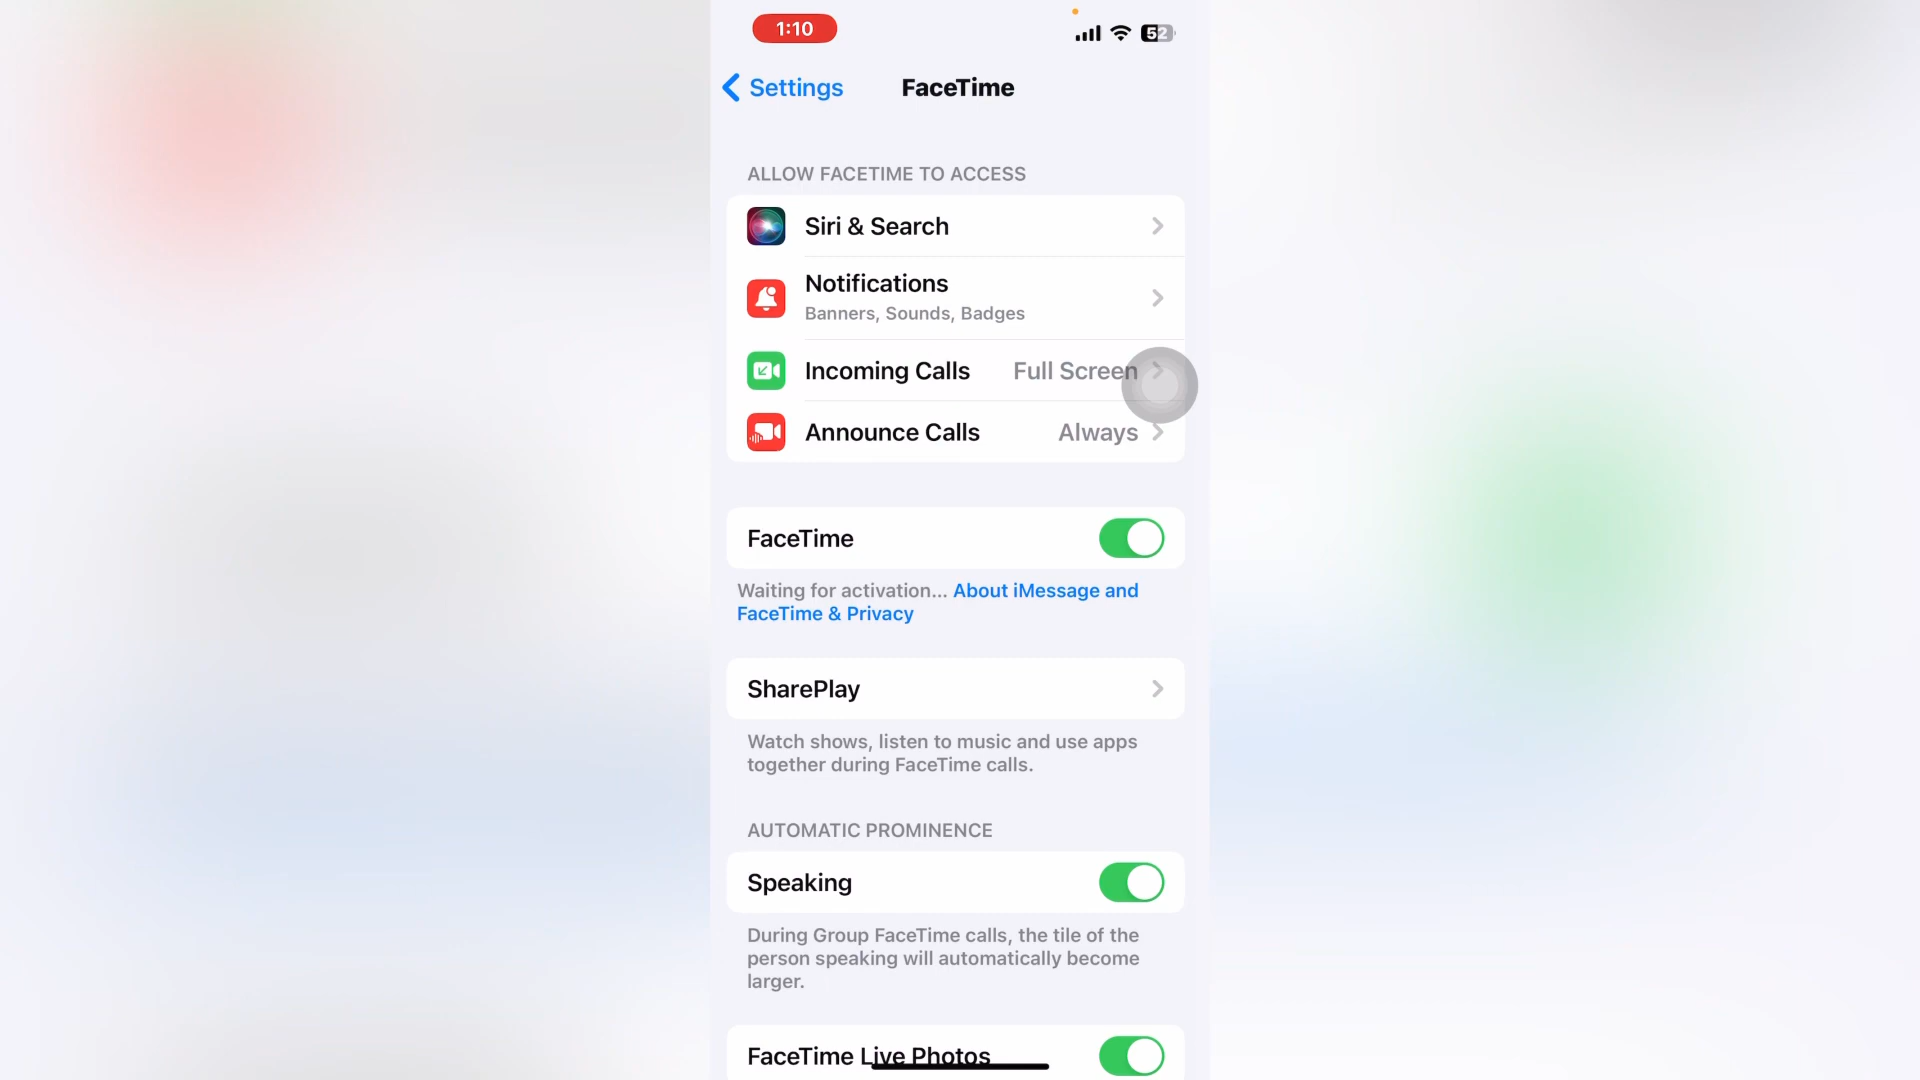 1:10
52
Settings
FaceTime
ALLOW FACETIME TO ACCESS
Siri & Search
Notifications
Banners, Sounds, Badges
Incoming Calls Full Screen
Announce Calls Always
FaceTime
Waiting for activation... About iMessage and
FaceTime & Privacy
SharePlay
Watch shows, listen to music and use apps
together during FaceTime calls.
AUTOMATIC PROMINENCE
Speaking
During Group FaceTime calls, the tile of the
person speaking will automatically become
larger.
FaceTime Live Photos